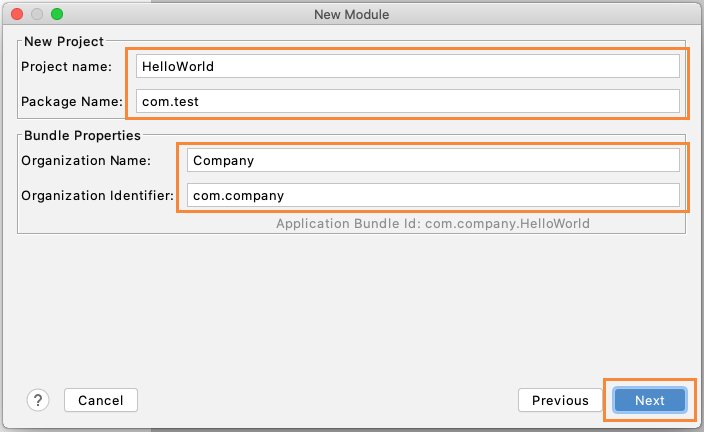 New Module
New Project
Project name: HelloWorld
Package Name: com.test
Bundle Properties
Organization Name: Company
Organization Identifier: com.company
Application Bundle Id: com.company.HelloWorld
? Cancel Previous Next